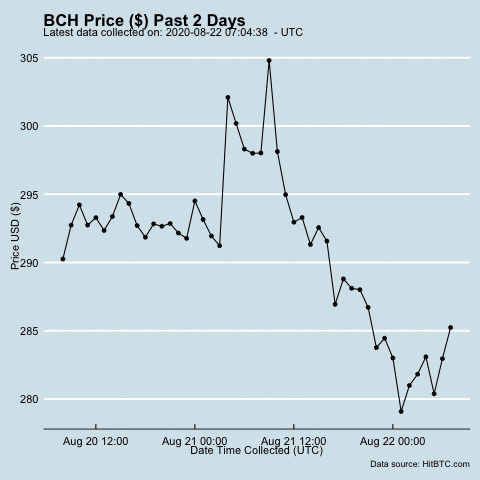 BCH Price ($) Past 2 Days
Latest data collected on: 2020-08-22 07:04:38 - UTC
305
300
295
290
285
280
Price USD ($)
Aug 20 12:00 Aug 21 00:00 Aug 21 12:00 Aug 22 00:00
Date Time Collected (UTC)
Data source: HitBTC.com